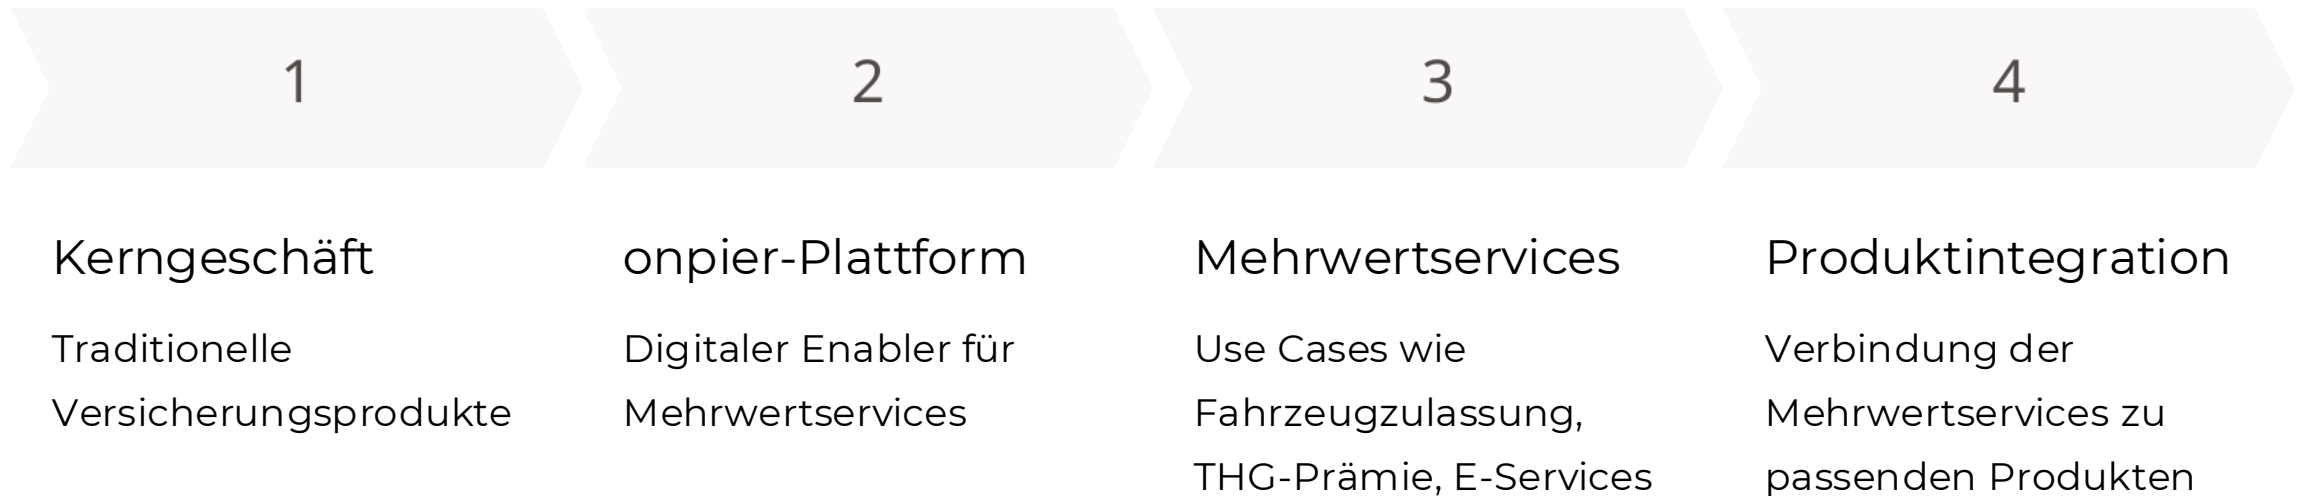 1
2
3
4
Kerngeschäft
Traditionelle
Versicherungsprodukte
onpier-Plattform
Digitaler Enabler für
Mehrwertservices
Mehrwertservices
Use Cases wie
Fahrzeugzulassung,
THG-Prämie, E-Services
Produktintegration
Verbindung der
Mehrwertservices zu
passenden Produkten